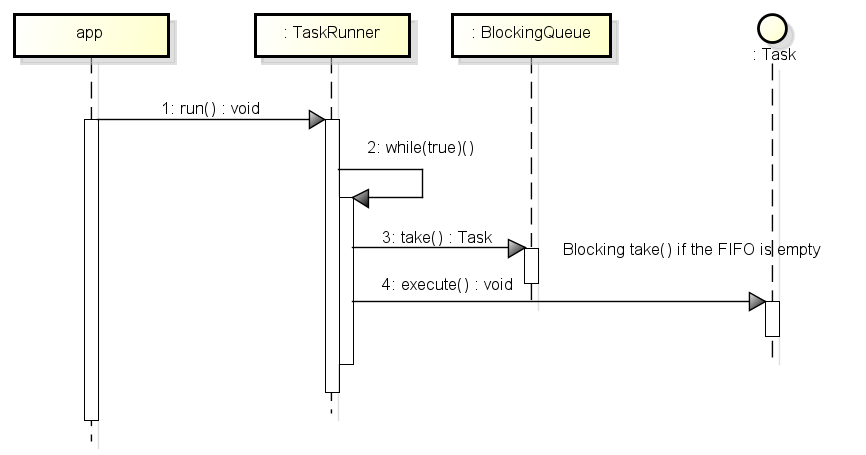 app
: TaskRunner
: BlockingQueue
: Task
1: run() : void
2: while(true)()
3: take() : Task
Blocking take() if the FIFO is empty
4: execute() : void